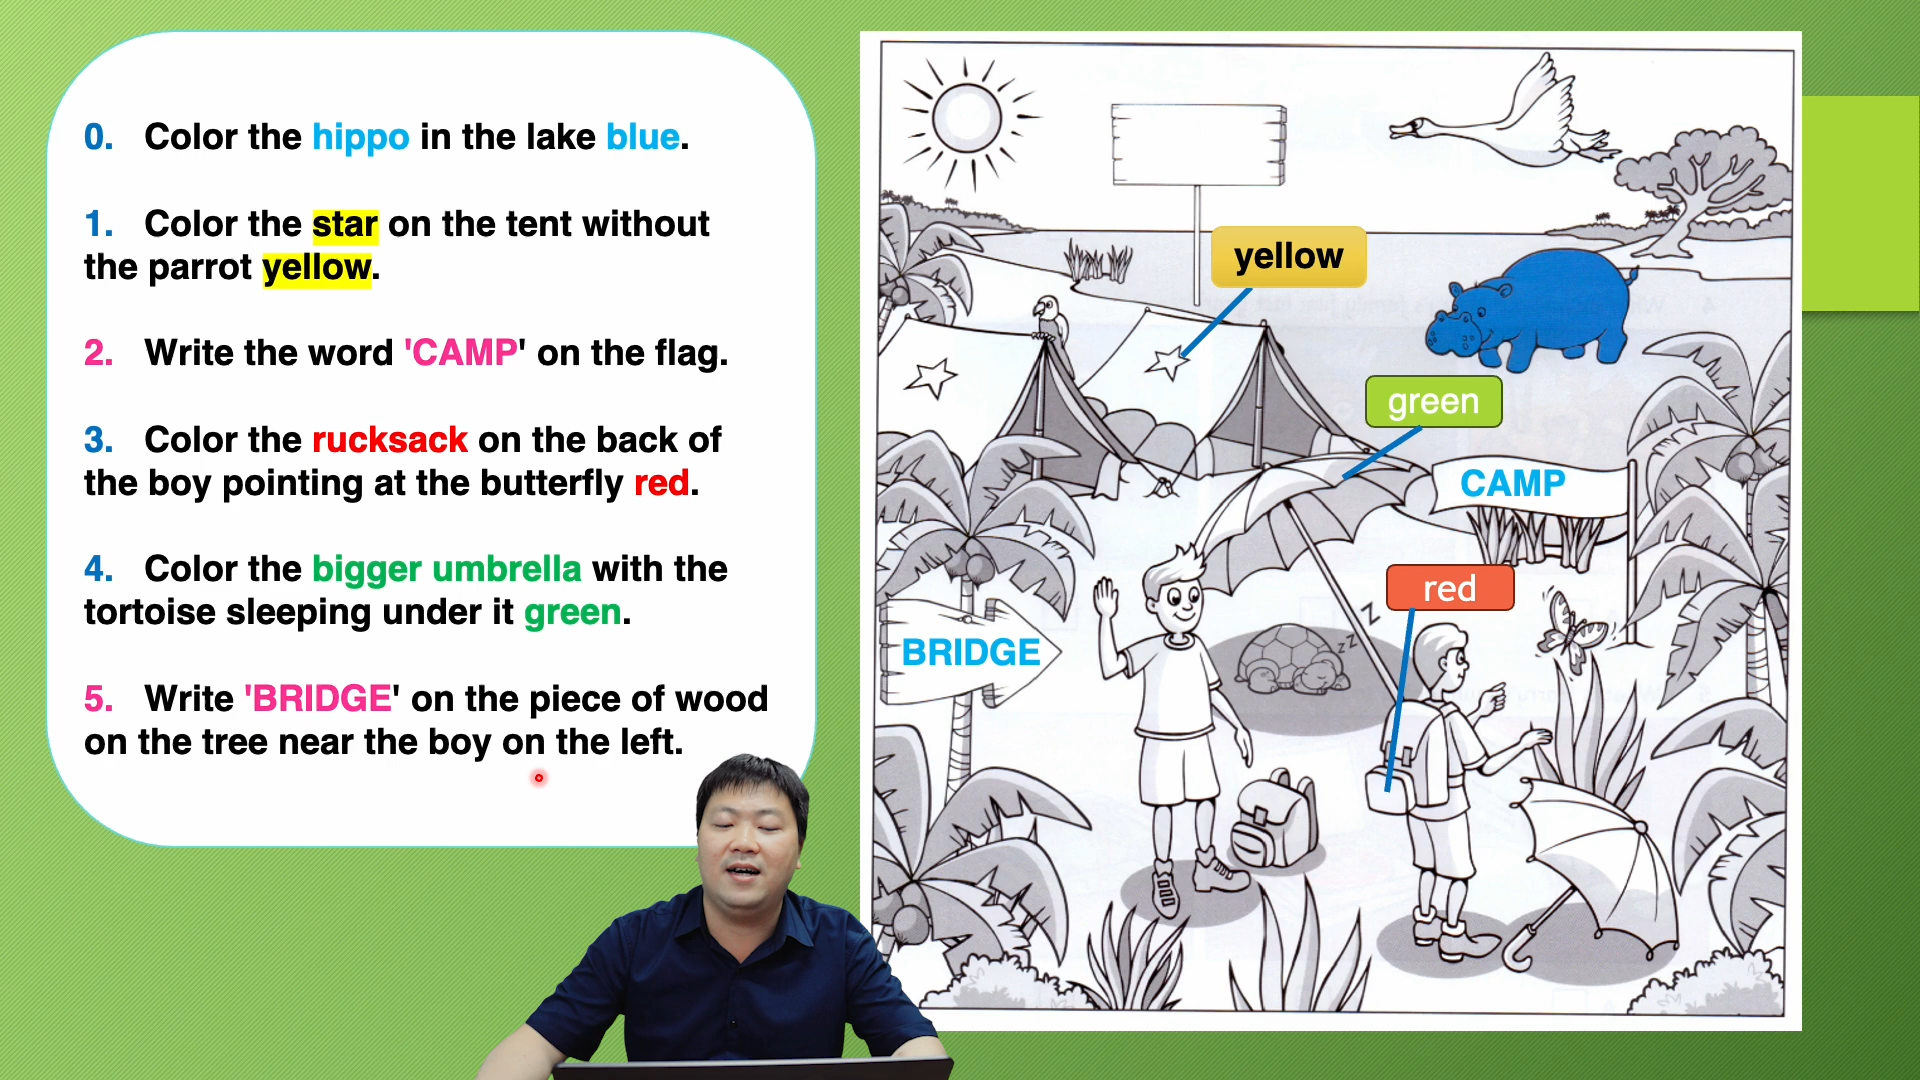 0. Color the hippo in the lake blue.
1. Color the star on the tent without
the parrot yellow.
2. Write the word 'CAMP' on the flag.
3. Color the rucksack on the back of
the boy pointing at the butterfly red.
4. Color the bigger umbrella with the
tortoise sleeping under it green.
5. Write 'BRIDGE' on the piece of wood
on the tree near the boy on the left.
yellow
green
CAMP
red
BRIDGE
z z
z z z